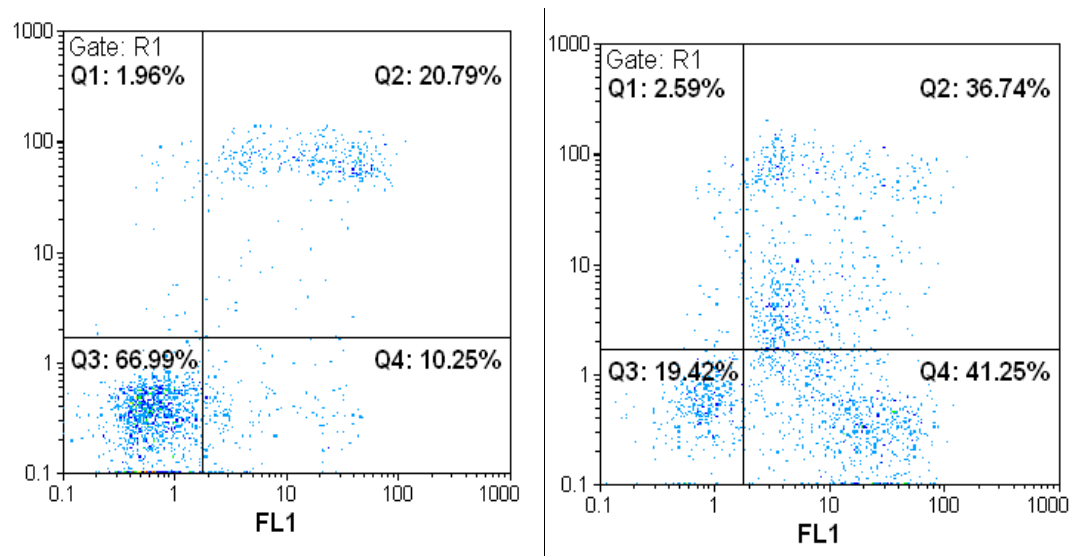 1000
Gate: R1
Q1: 1.96%
Q2: 20.79%
100
10
Q3: 66.99%
Q4: 10.25%
1
0.1
0.1 1 10 100 1000
FL1
1000
Gate: R1
Q1: 2.59%
Q2: 36.74%
100
10
Q3: 19.42%
Q4: 41.25%
1
0.1
0.1 1 10 100 1000
FL1